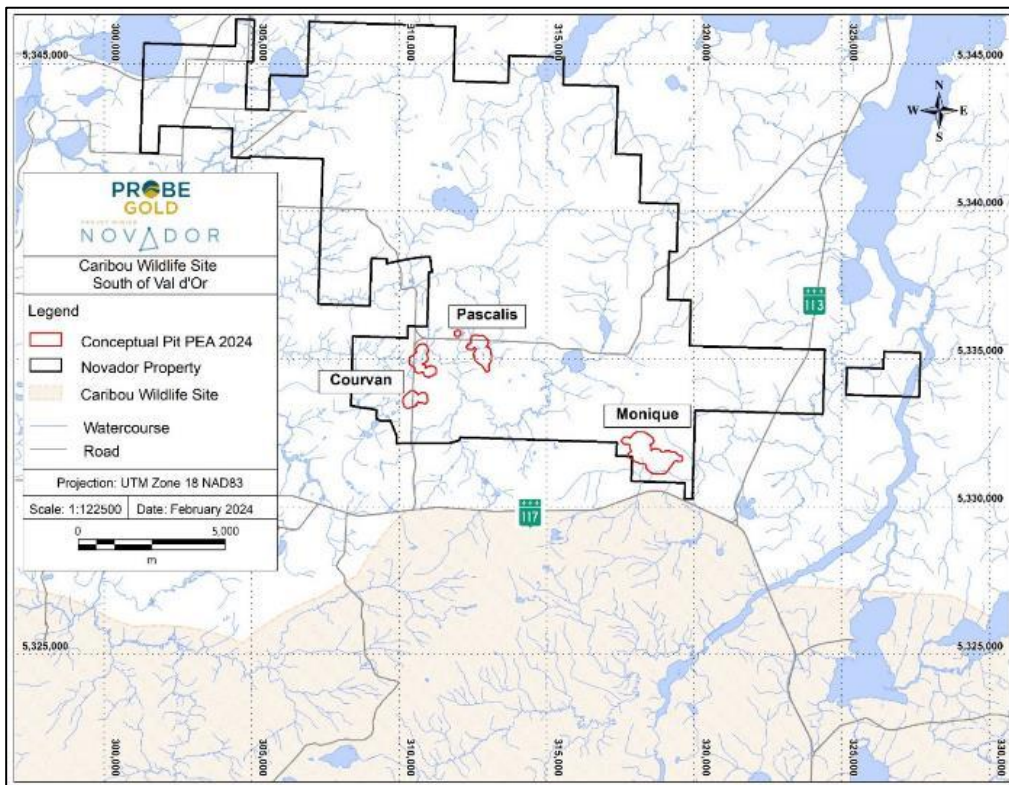 300,000
305,000
310,000
315,000
320,000
325,000
5,345,000
5,345,000
N
W E
S
PROBE
GOLD
NOVADOR
Caribou Wildlife Site
South of Val d'Or
Legend
Conceptual Pit PEA 2024
Novador Property
Caribou Wildlife Site
Watercourse
Road
Projection: UTM Zone 18 NAD83
Scale: 1:122500
Date: February 2024
0 5,000
m
5,340,000
113
Pascalis
5,335,000
Courvan
Monique
5,330,000
117
5,325,000
5,325,000
300,000
305,000
310,000
315,000
320,000
325,000
330,000